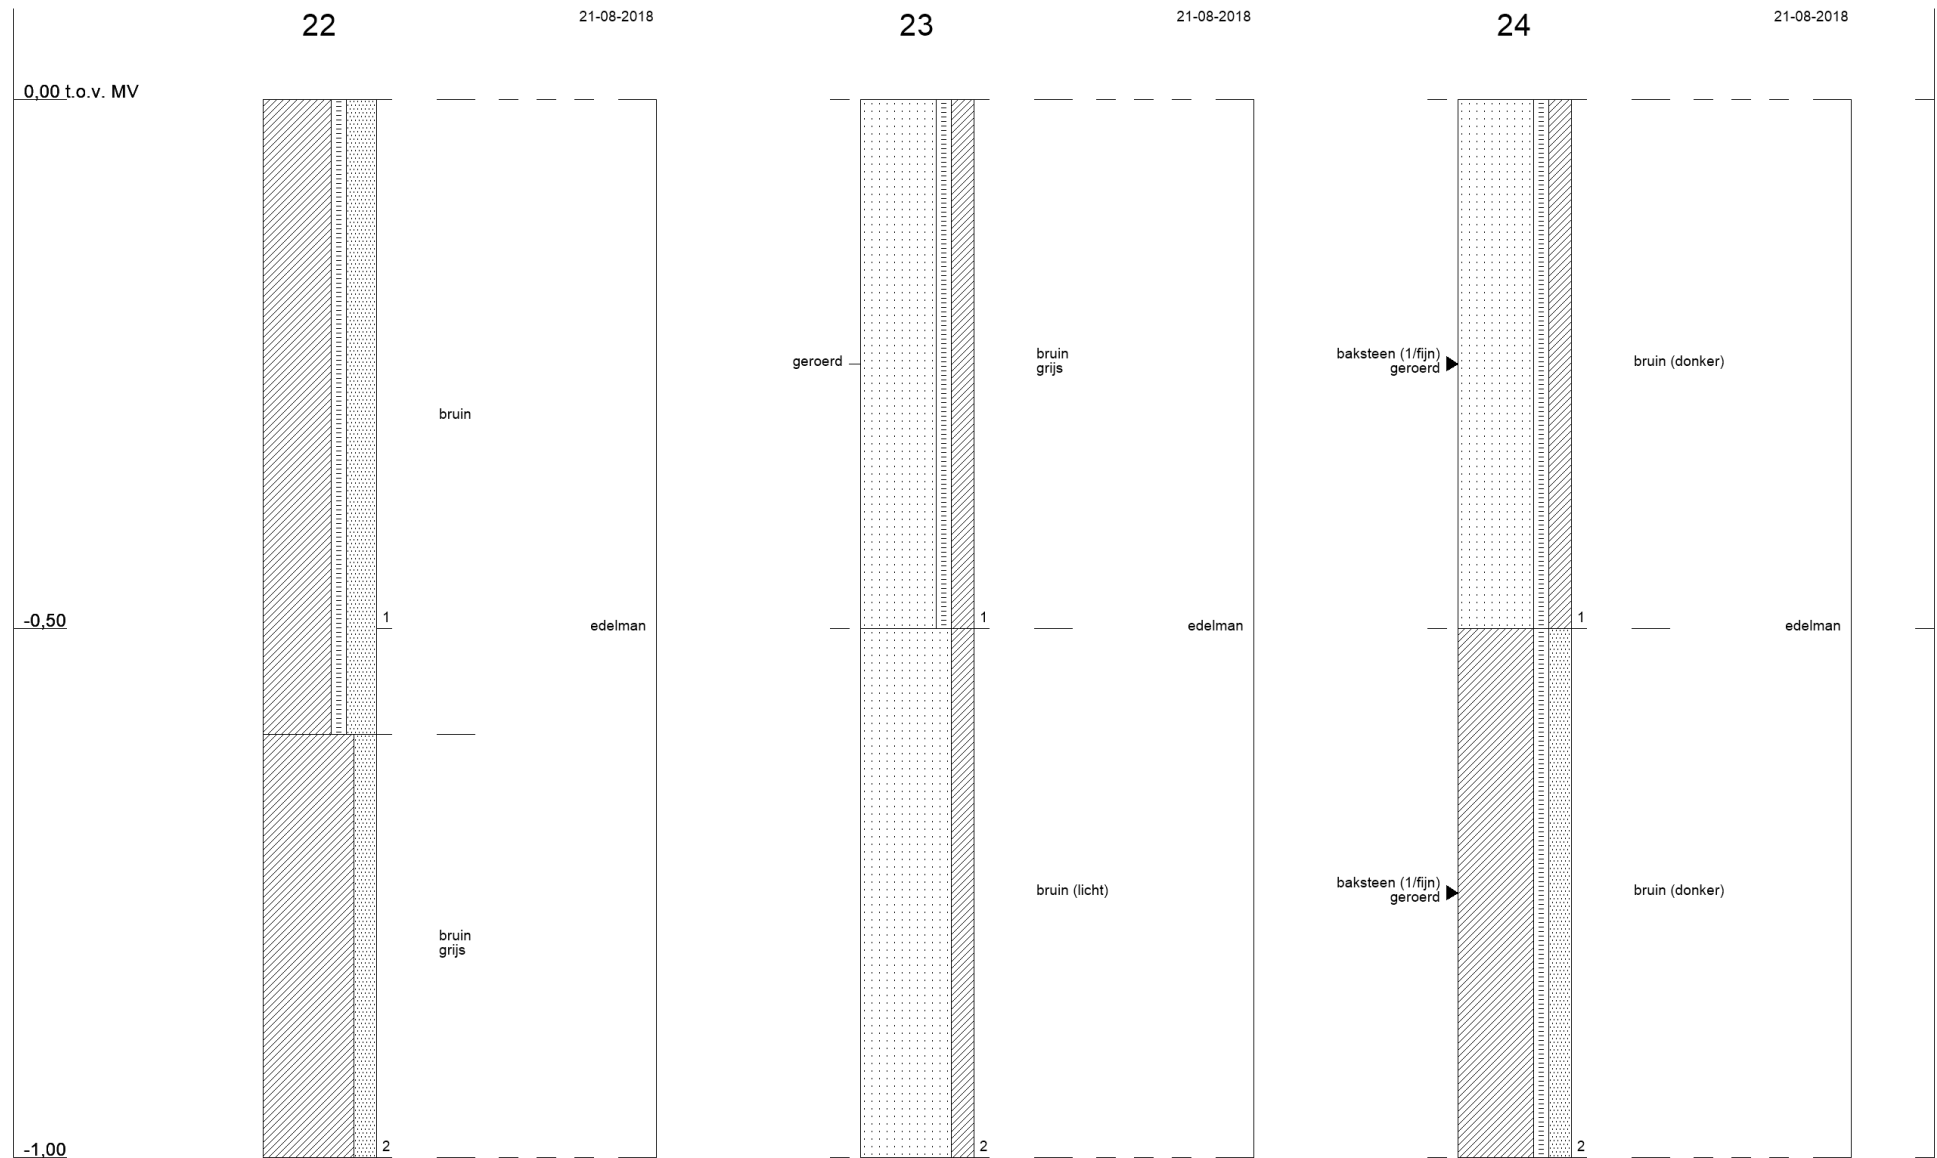 22
21-08-2018
23
21-08-2018
24
21-08-2018
0,00 t.o.v. MV
geroerd
bruin
grijs
baksteen (1/fijn)
geroerd
bruin (donker)
bruin
-0,50
1
edelman
1
edelman
1
edelman
bruin (licht)
baksteen (1/fijn)
geroerd
bruin (donker)
bruin
grijs
-1,00
2
2
2